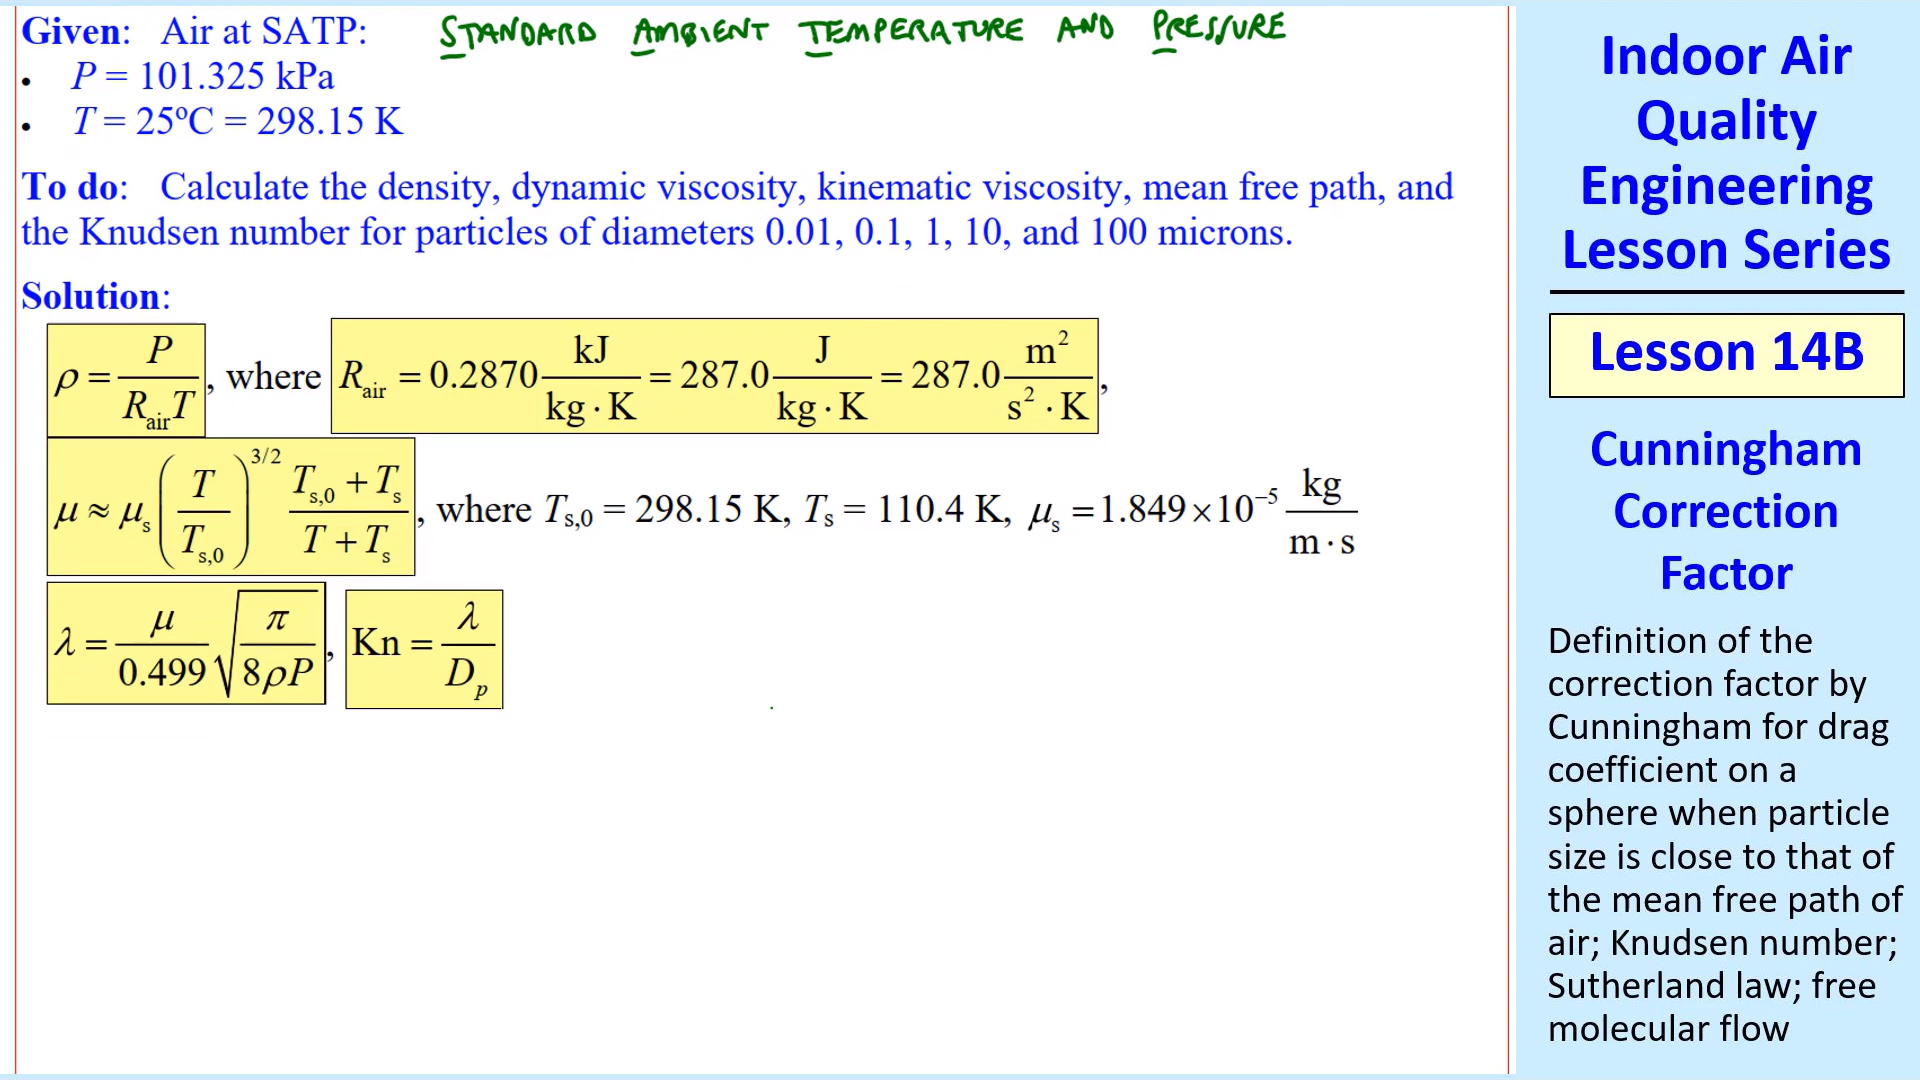 Given: Air at SATP: STANDARD AMBIENT TEMPERATURE AND PRESSURE
• P = 101.325 kPa
• T = 25ºC = 298.15 K
To do: Calculate the density, dynamic viscosity, kinematic viscosity, mean free path, and
the Knudsen number for particles of diameters 0.01, 0.1, 1, 10, and 100 microns.
Solution:
ρ = P / (R_air T), where R_air = 0.2870 kJ / (kg · K) = 287.0 J / (kg · K) = 287.0 m² / (s² · K),
μ ≈ μ_s (T / T_s,0)^3/2 (T_s,0 + T_s) / (T + T_s), where T_s,0 = 298.15 K, T_s = 110.4 K, μ_s = 1.849×10⁻⁵ kg / (m · s)
λ = μ / 0.499 √(π / 8ρP), Kn = λ / D_p
Indoor Air
Quality
Engineering
Lesson Series
Lesson 14B
Cunningham
Correction
Factor
Definition of the
correction factor by
Cunningham for drag
coefficient on a
sphere when particle
size is close to that of
the mean free path of
air; Knudsen number;
Sutherland law; free
molecular flow